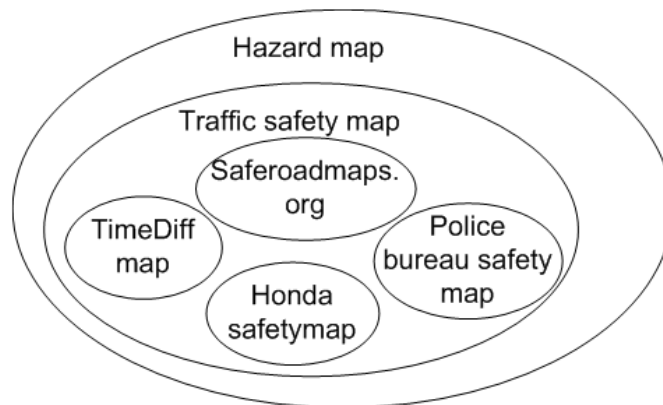 Hazard map
Traffic safety map
Saferoadmaps.
org
TimeDiff
map
Police
bureau safety
map
Honda
safetymap